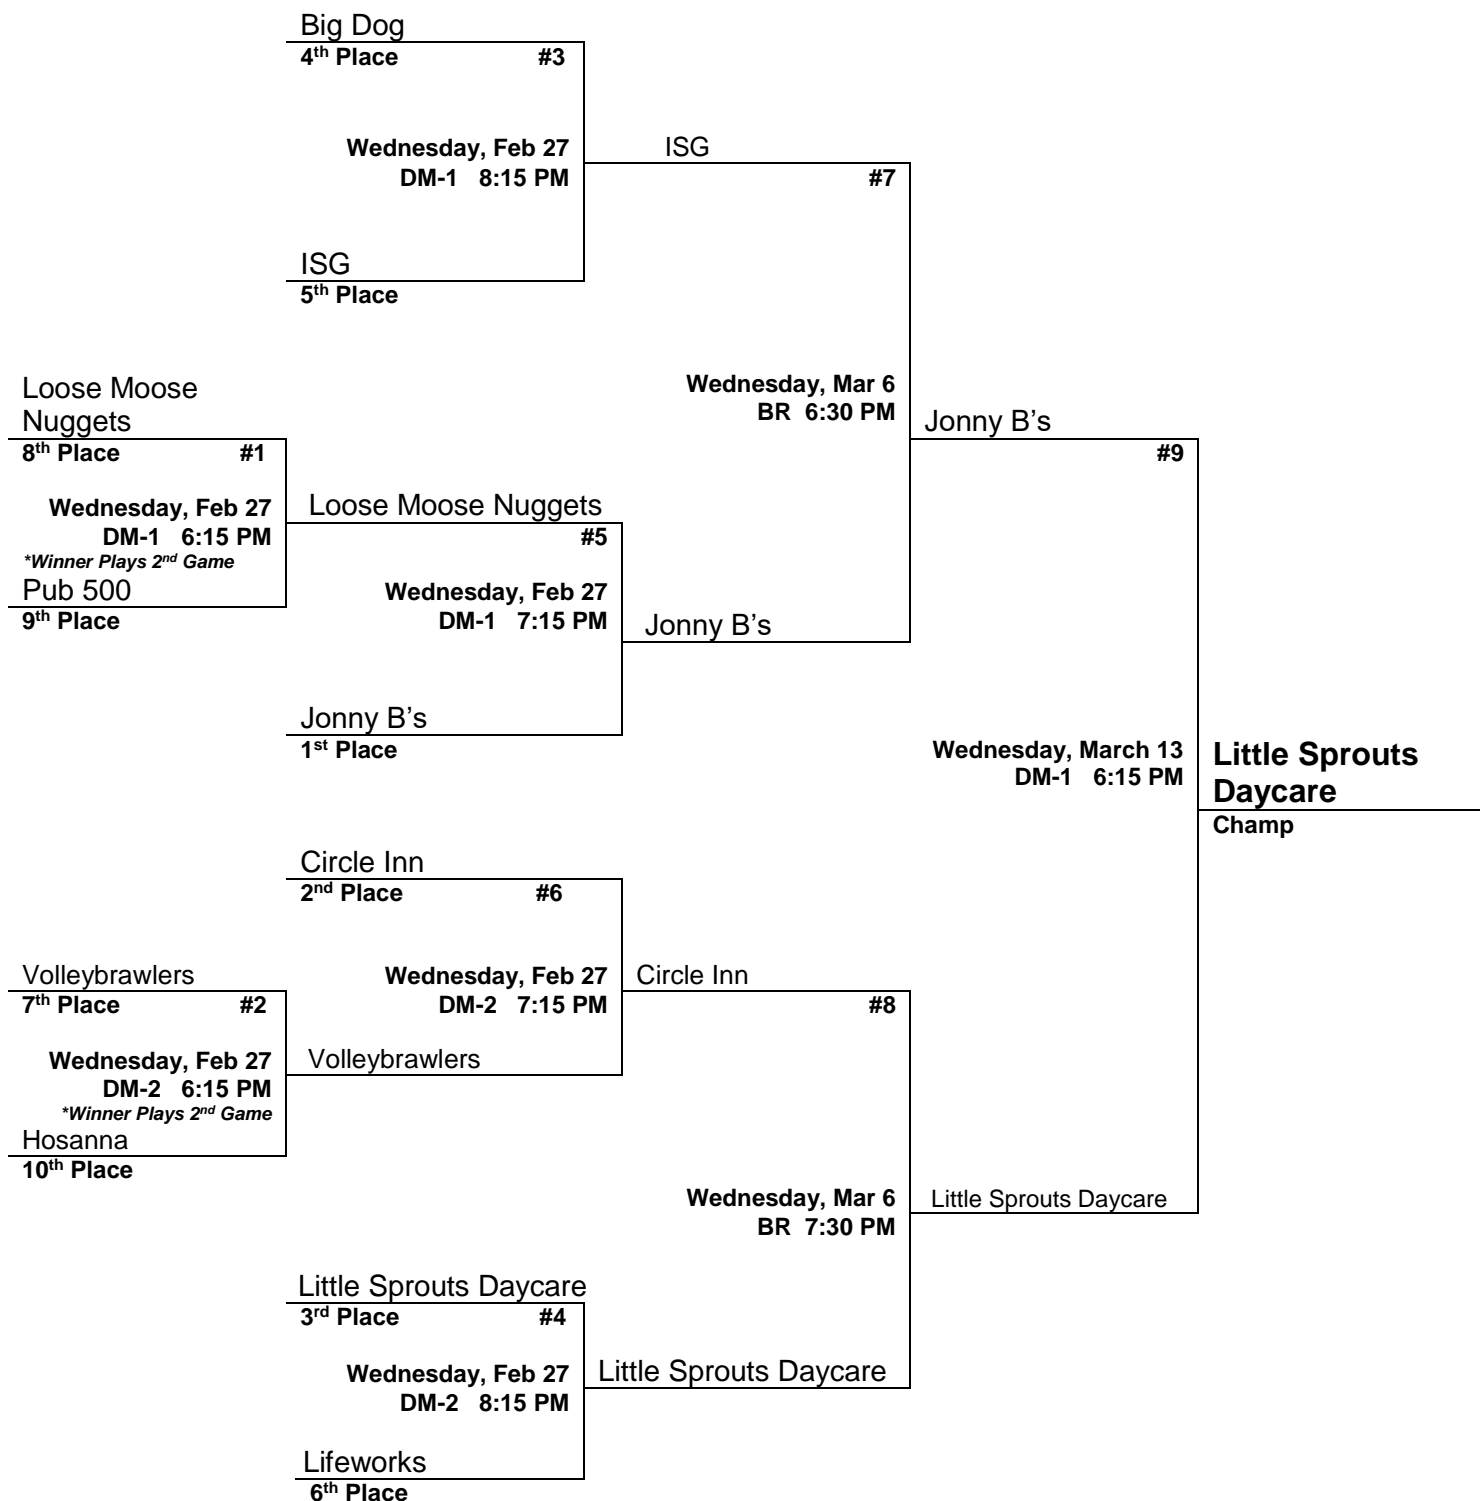 Big Dog
4th Place #3
Wednesday, Feb 27
DM-1 8:15 PM
ISG
#7
ISG
5th Place
Wednesday, Mar 6
BR 6:30 PM
Loose Moose
Nuggets
8th Place #1
Wednesday, Feb 27
DM-1 6:15 PM
*Winner Plays 2nd Game
Pub 500
9th Place
Loose Moose Nuggets
#5
Wednesday, Feb 27
DM-1 7:15 PM
Jonny B’s
Jonny B’s
1st Place
Jonny B’s
#9
Wednesday, March 13
DM-1 6:15 PM
Little Sprouts
Daycare
Champ
Circle Inn
2nd Place #6
Wednesday, Feb 27
DM-2 7:15 PM
Circle Inn
#8
Volleybrawlers
7th Place #2
Wednesday, Feb 27
DM-2 6:15 PM
*Winner Plays 2nd Game
Hosanna
10th Place
Volleybrawlers
Wednesday, Mar 6
BR 7:30 PM
Little Sprouts Daycare
Little Sprouts Daycare
3rd Place #4
Wednesday, Feb 27
DM-2 8:15 PM
Little Sprouts Daycare
Lifeworks
6th Place